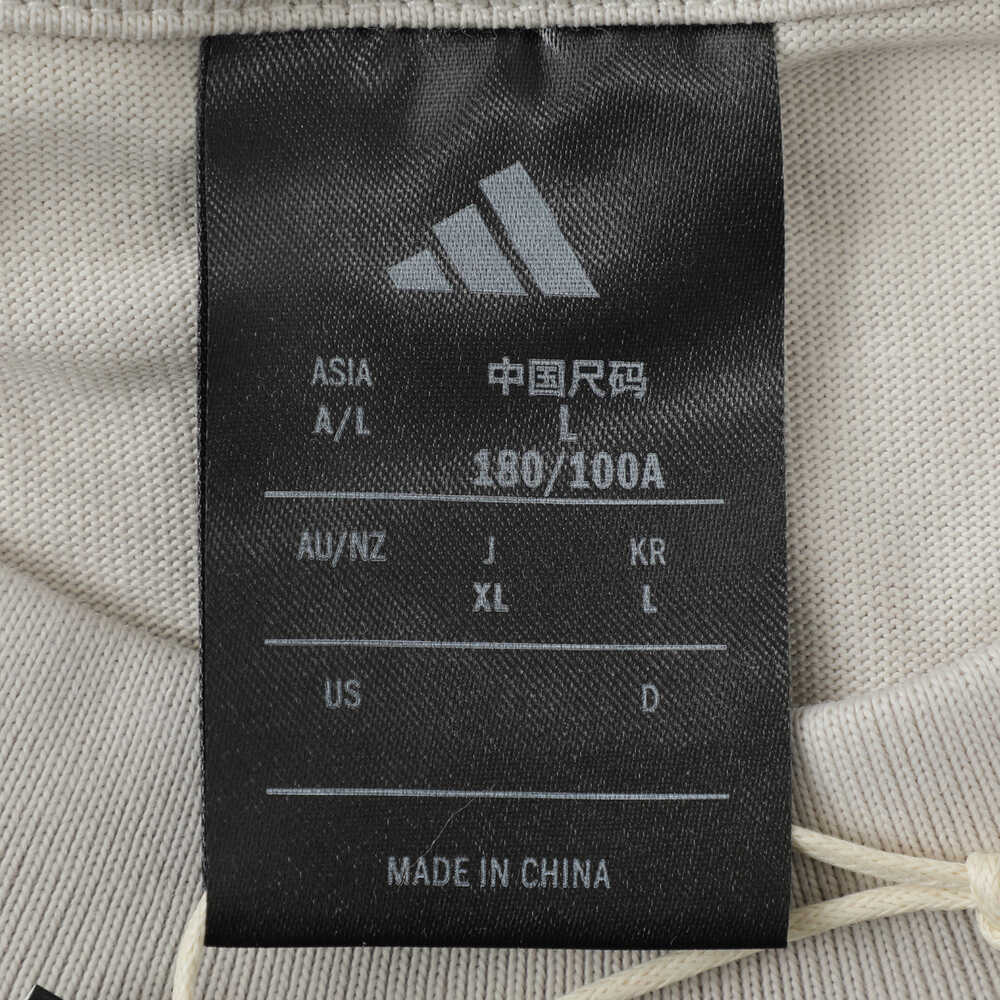 ASIA 中国尺码
A/L L
180/100A
AU/NZ J KR
XL L
US D
MADE IN CHINA